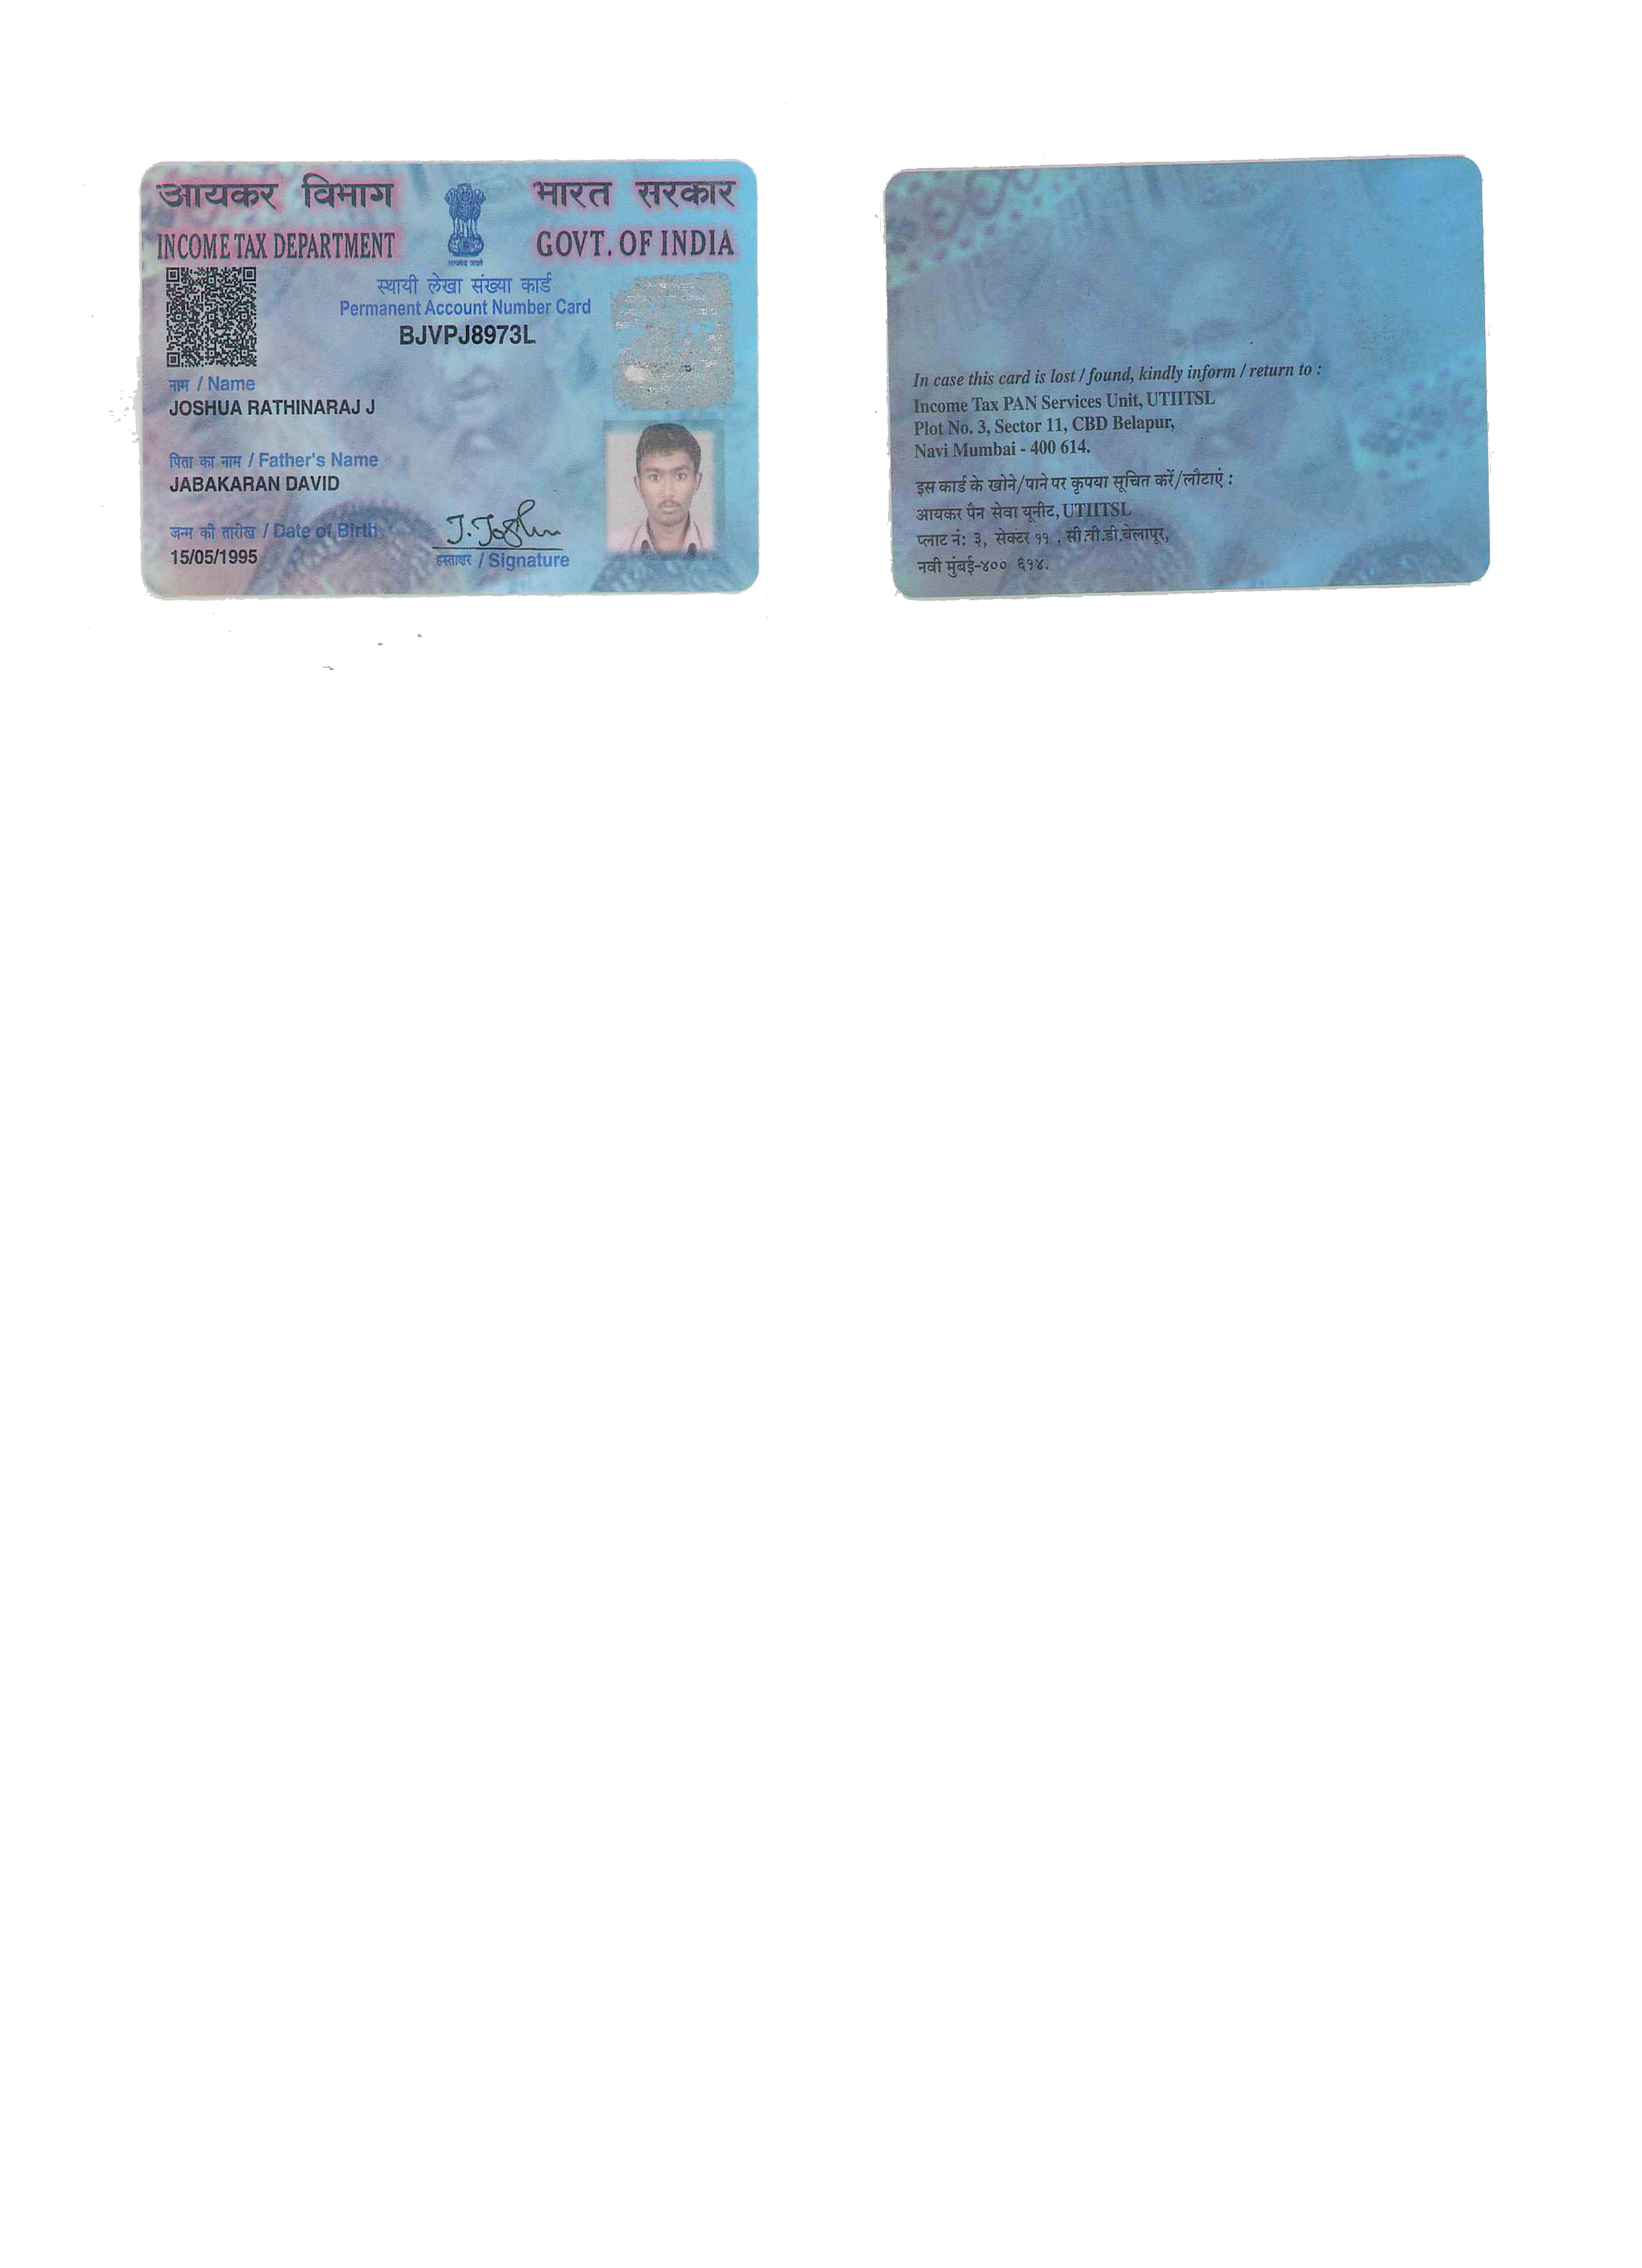 आयकर विभाग
भारत सरकार
INCOME TAX DEPARTMENT
GOVT. OF INDIA
सत्यमेव जयते
स्थायी लेखा संख्या कार्ड
Permanent Account Number Card
BJVPJ8973L
नाम / Name
JOSHUA RATHINARAJ J
पिता का नाम / Father's Name
JABAKARAN DAVID
जन्म की तारीख / Date of Birth
15/05/1995
J. Joshu
हस्ताक्षर / Signature
In case this card is lost / found, kindly inform / return to :
Income Tax PAN Services Unit, UTIITSL
Plot No. 3, Sector 11, CBD Belapur,
Navi Mumbai - 400 614.
इस कार्ड के खोने/पाने पर कृपया सूचित करें/लौटाएं :
आयकर पैन सेवा यूनीट, UTIITSL
प्लाट नं: ३, सेक्टर ११ , सी.बी.डी.बेलापूर,
नवी मुंबई-४०० ६१४.